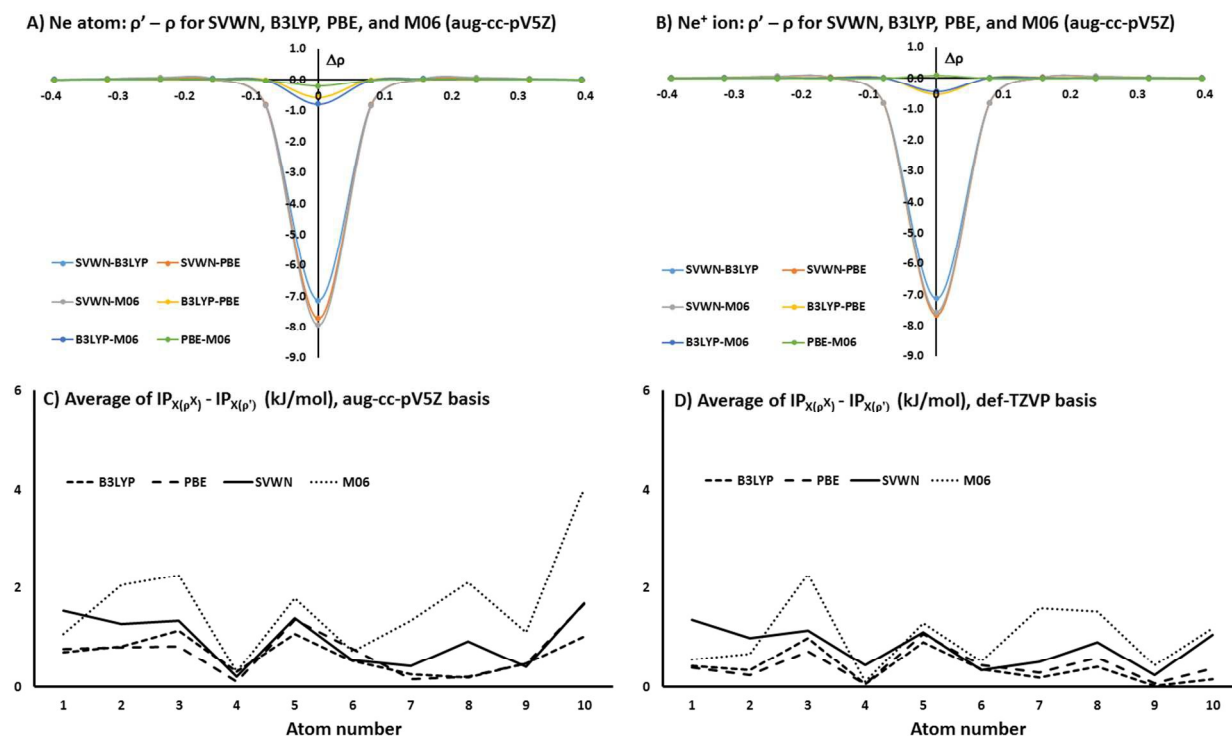 A) Ne atom: ρ’ – ρ for SVWN, B3LYP, PBE, and M06 (aug-cc-pV5Z)
1.0
Δρ
0.0
-0.4 -0.3 -0.2 -0.1 0 0.1 0.2 0.3 0.4
-1.0
-2.0
-3.0
-4.0
-5.0
-6.0
-7.0
-8.0
-9.0
SVWN-B3LYP SVWN-PBE
SVWN-M06 B3LYP-PBE
B3LYP-M06 PBE-M06
B) Ne⁺ ion: ρ’ – ρ for SVWN, B3LYP, PBE, and M06 (aug-cc-pV5Z)
1.0
Δρ
0.0
-0.4 -0.3 -0.2 -0.1 0 0.1 0.2 0.3 0.4
-1.0
-2.0
-3.0
-4.0
-5.0
-6.0
-7.0
-8.0
-9.0
SVWN-B3LYP SVWN-PBE
SVWN-M06 B3LYP-PBE
B3LYP-M06 PBE-M06
C) Average of IPX(ρX) - IPX(ρ') (kJ/mol), aug-cc-pV5Z basis
6
4
2
0
B3LYP PBE SVWN M06
1 2 3 4 5 6 7 8 9 10
Atom number
D) Average of IPX(ρX) - IPX(ρ') (kJ/mol), def-TZVP basis
6
4
2
0
B3LYP PBE SVWN M06
1 2 3 4 5 6 7 8 9 10
Atom number